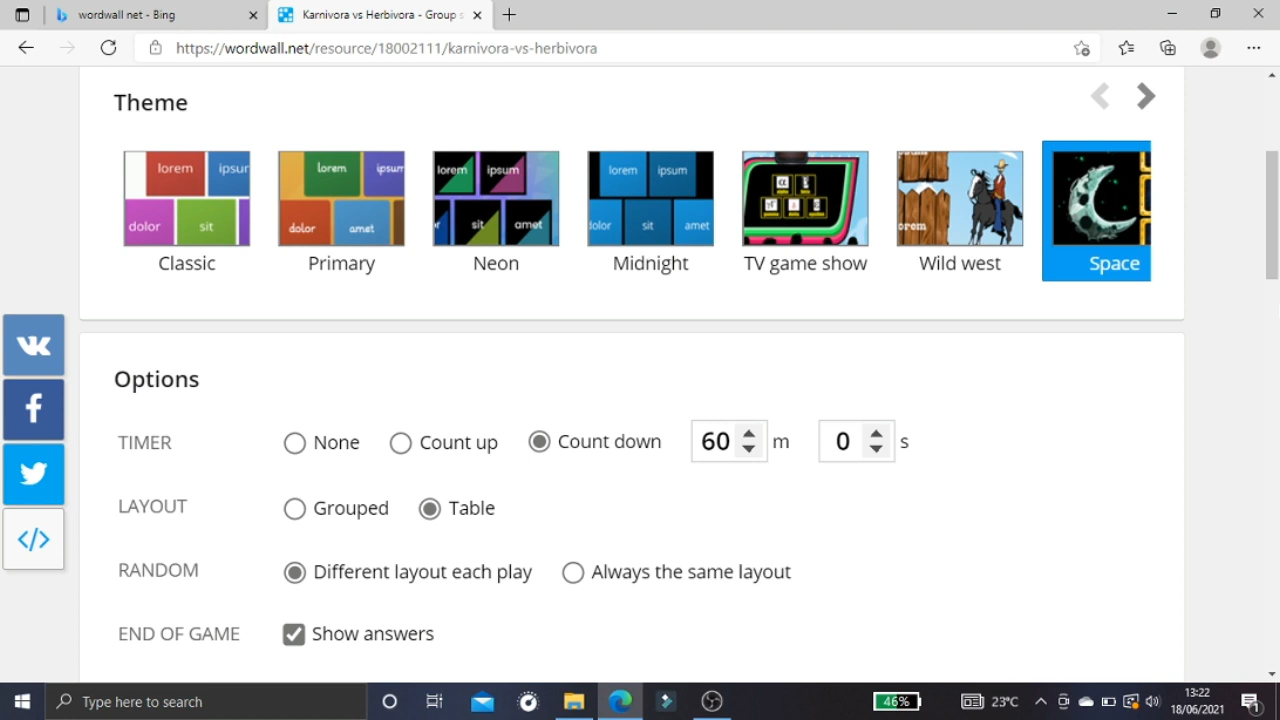 wordwall net - Bing
Karnivora vs Herbivora - Group s
https://wordwall.net/resource/18002111/karnivora-vs-herbivora
Theme
lorem ipsur
dolor sit
lorem ipsum
dolor amet
lorem ipsum
sit amet
lorem ipsum
dolor sit amet
orem
Classic
Primary
Neon
Midnight
TV game show
Wild west
Space
Options
TIMER None Count up Count down 60 m 0 s
LAYOUT Grouped Table
RANDOM Different layout each play Always the same layout
END OF GAME Show answers
Type here to search
46%
23°C
13:22
18/06/2021
1